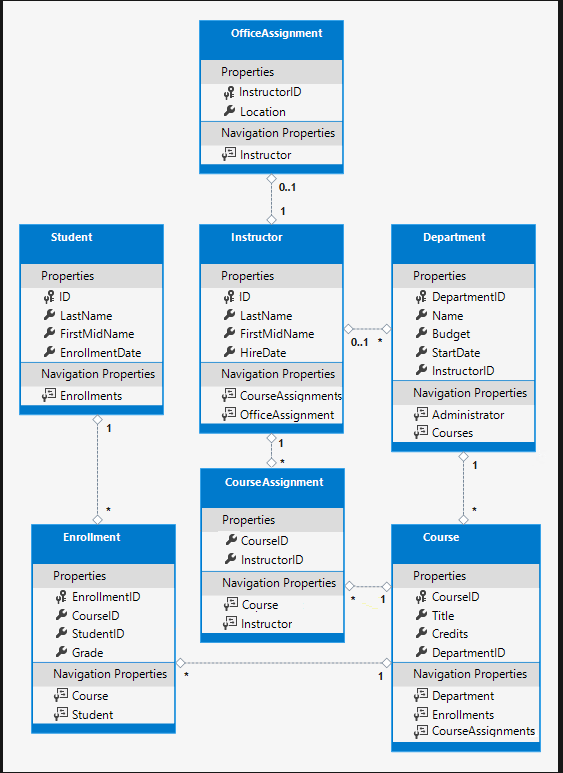 OfficeAssignment
Properties
InstructorID
Location
Navigation Properties
Instructor
0..1
1
Student
Properties
ID
LastName
FirstMidName
EnrollmentDate
Navigation Properties
Enrollments
1
*
Instructor
Properties
ID
LastName
FirstMidName
HireDate
Navigation Properties
CourseAssignments
OfficeAssignment
0..1 *
1
*
Department
Properties
DepartmentID
Name
Budget
StartDate
InstructorID
Navigation Properties
Administrator
Courses
1
*
CourseAssignment
Properties
CourseID
InstructorID
Navigation Properties
Course
Instructor
* 1
Enrollment
Properties
EnrollmentID
CourseID
StudentID
Grade
Navigation Properties
Course
Student
* 1
Course
Properties
CourseID
Title
Credits
DepartmentID
Navigation Properties
Department
Enrollments
CourseAssignments